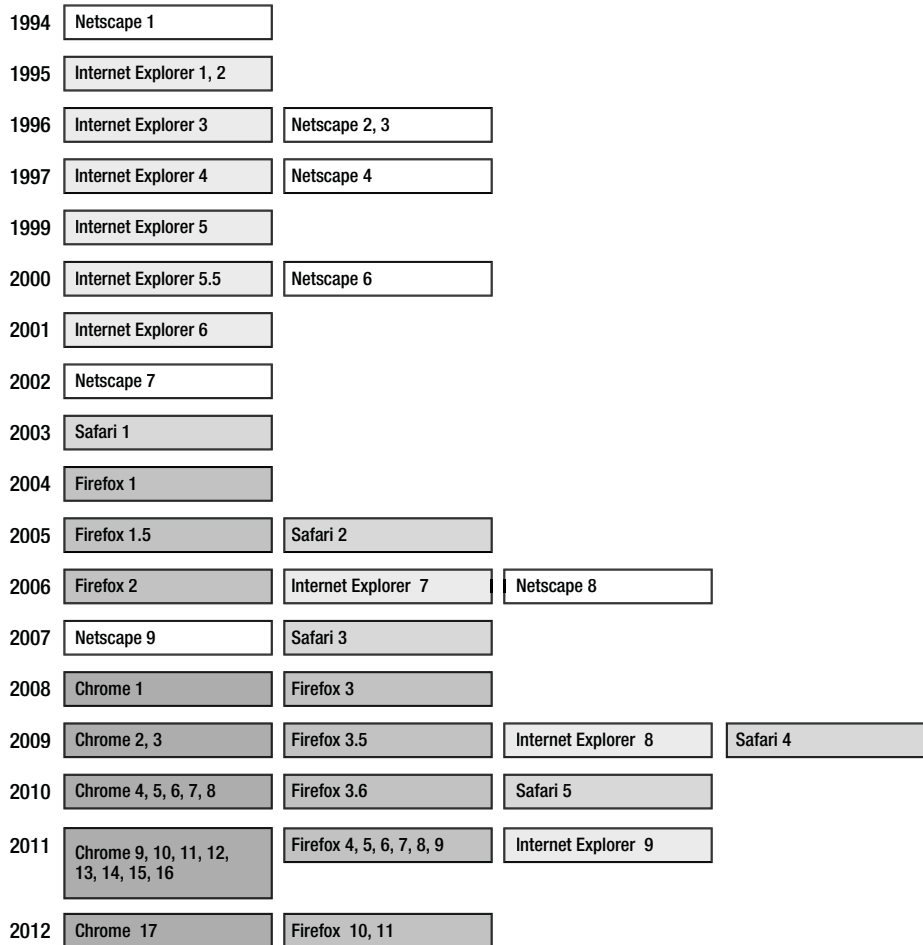 1994 Netscape 1
1995 Internet Explorer 1, 2
1996 Internet Explorer 3 Netscape 2, 3
1997 Internet Explorer 4 Netscape 4
1999 Internet Explorer 5
2000 Internet Explorer 5.5 Netscape 6
2001 Internet Explorer 6
2002 Netscape 7
2003 Safari 1
2004 Firefox 1
2005 Firefox 1.5 Safari 2
2006 Firefox 2 Internet Explorer 7 Netscape 8
2007 Netscape 9 Safari 3
2008 Chrome 1 Firefox 3
2009 Chrome 2, 3 Firefox 3.5 Internet Explorer 8 Safari 4
2010 Chrome 4, 5, 6, 7, 8 Firefox 3.6 Safari 5
2011 Chrome 9, 10, 11, 12, Firefox 4, 5, 6, 7, 8, 9 Internet Explorer 9
13, 14, 15, 16
2012 Chrome 17 Firefox 10, 11